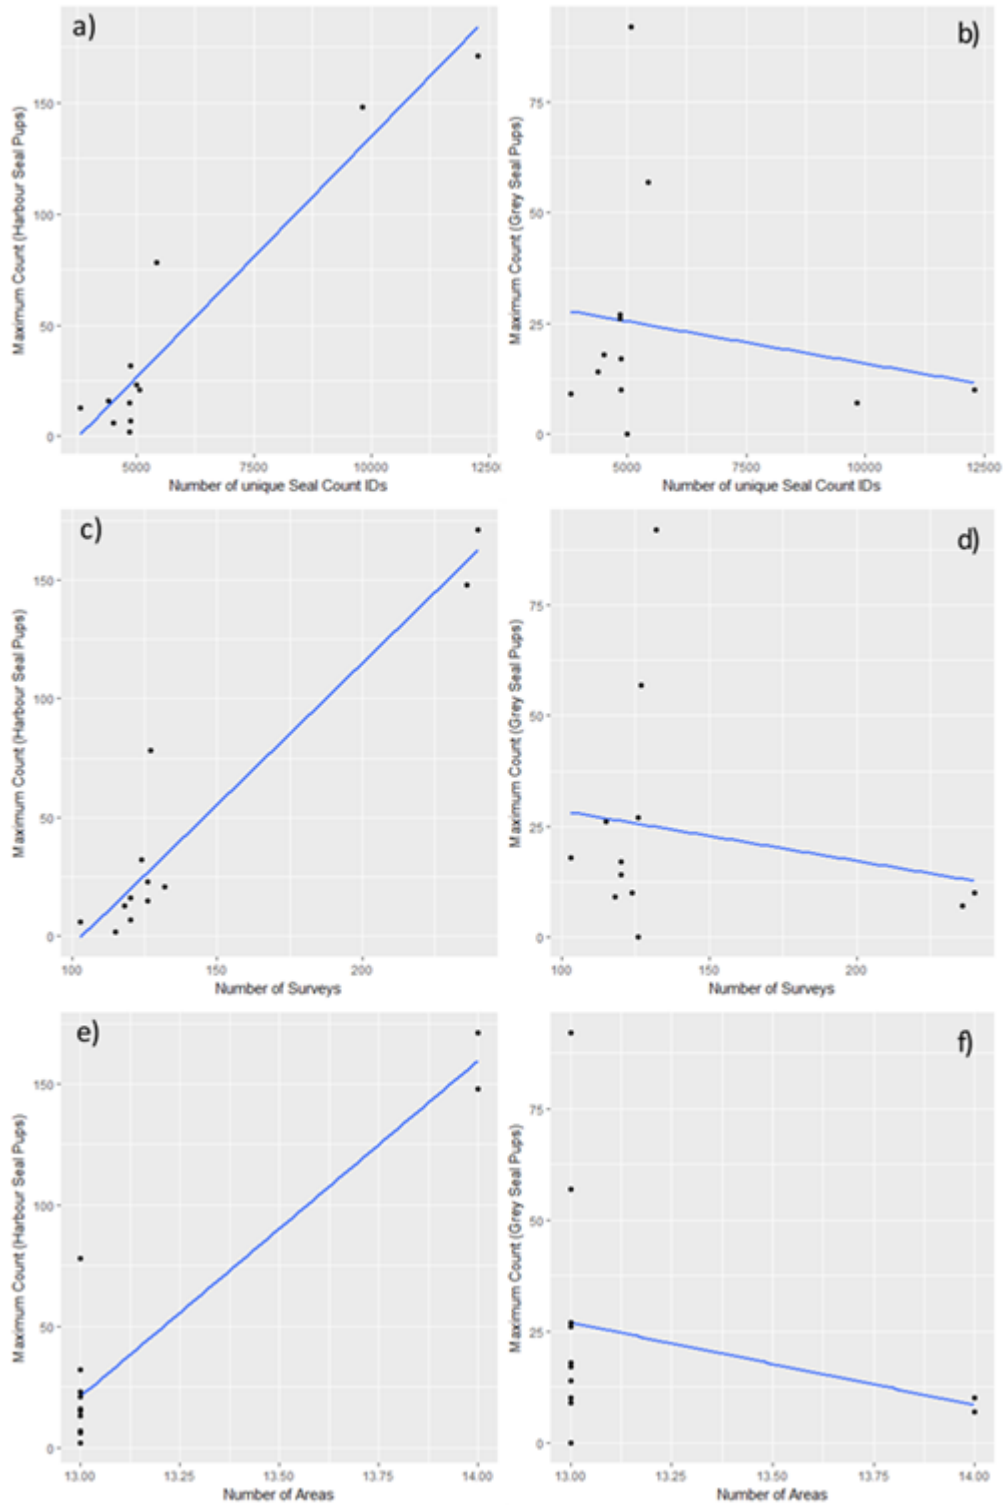 a)
Maximum Count (Harbour Seal Pups)
150
100
50
0
5000 7500 10000 12500
Number of unique Seal Count IDs
b)
Maximum Count (Grey Seal Pups)
75
50
25
0
5000 7500 10000 12500
Number of unique Seal Count IDs
c)
Maximum Count (Harbour Seal Pups)
150
100
50
0
100 150 200
Number of Surveys
d)
Maximum Count (Grey Seal Pups)
75
50
25
0
100 150 200
Number of Surveys
e)
Maximum Count (Harbour Seal Pups)
150
100
50
0
13.00 13.25 13.50 13.75 14.00
Number of Areas
f)
Maximum Count (Grey Seal Pups)
75
50
25
0
13.00 13.25 13.50 13.75 14.00
Number of Areas